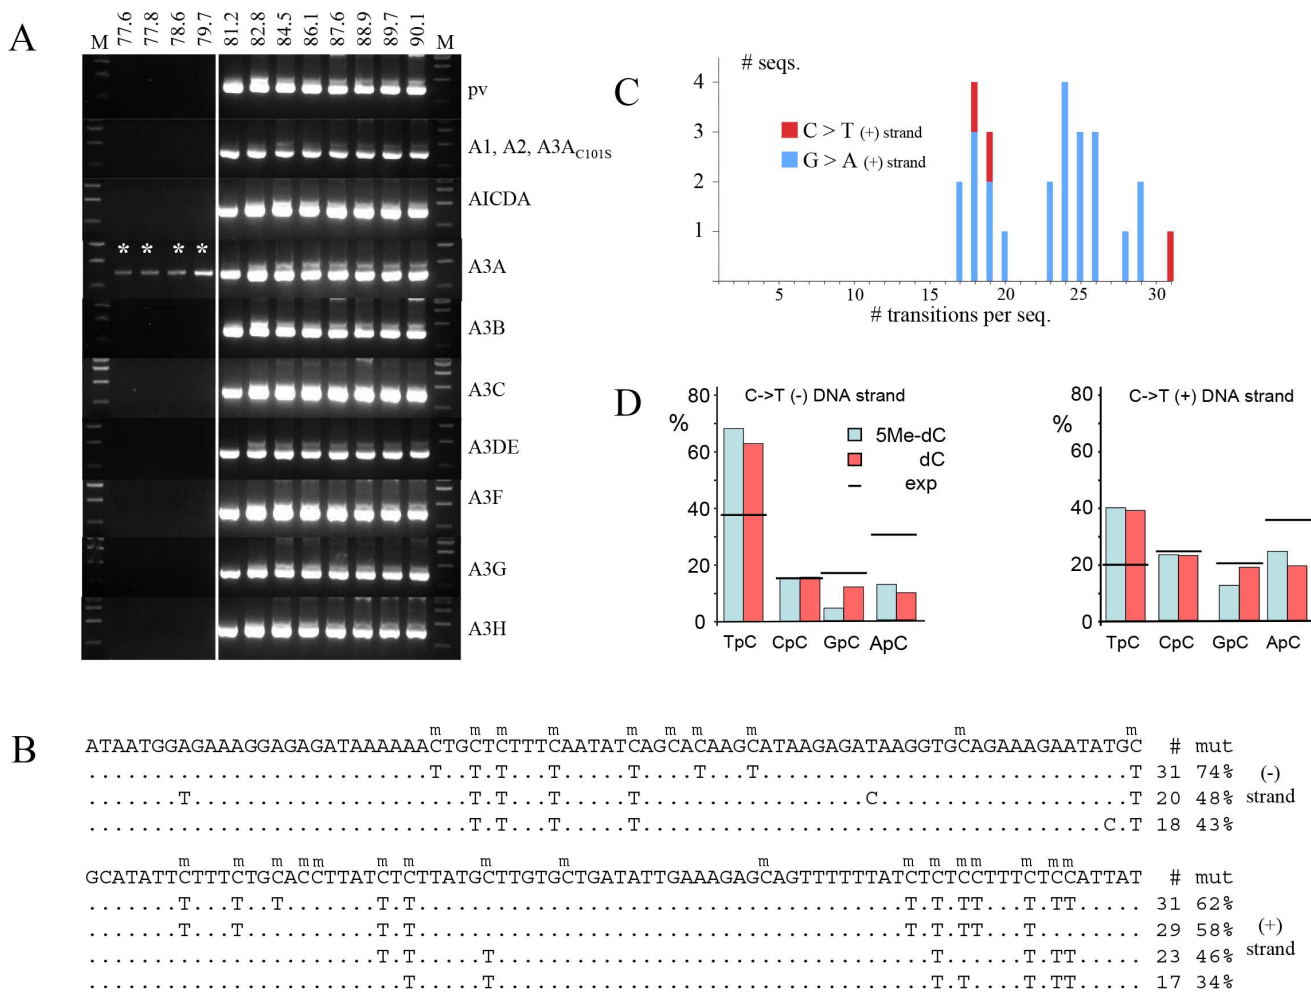 A
M 77.6 77.8 78.6 79.7 81.2 82.8 84.5 86.1 87.6 88.9 89.7 90.1 M
pv
A1, A2, A3A_C101S
AICDA
* * * *
A3A
A3B
A3C
A3DE
A3F
A3G
A3H
C
# seqs.
4
3
2
1
C > T (+) strand
G > A (+) strand
5 10 15 20 25 30
# transitions per seq.
D
C->T (-) DNA strand
80
%
60
40
20
0
5Me-dC
dC
exp
TpC CpC GpC ApC
C->T (+) DNA strand
80
%
60
40
20
0
TpC CpC GpC ApC
B
m m m m m m m m m m
ATAATGGAGAAAGGAGAGATAAAAAACTGCTCTTTCAATATCAGCACAAGCATAAGAGATAAGGTGCAGAAAGAATATGC # mut
..........................T..T.T...T.....T....T...T............................T 31 74%
.......T.....................T.T...T.....T.................C...................T 20 48%
.............................T.T...T.....T...................................C.T 18 43%
(-)
strand
m m m mm m m m m m m m mm m mm
GCATATTCTTTCTGCACCTTATCTCTTATGCTTGTGCTGATATTGAAAGAGCAGTTTTTTATCTCTCCTTTCTCCATTAT # mut
.......T...T..T.......T.T.....................................T.T.TT...T.TT..... 31 62%
.......T...T..........T.T.....................................T.T.TT...T........ 29 58%
......................T.T.....T.................................T......T.TT..... 23 46%
........................T.....T.................................T.T....T.TT..... 17 34%
(+)
strand